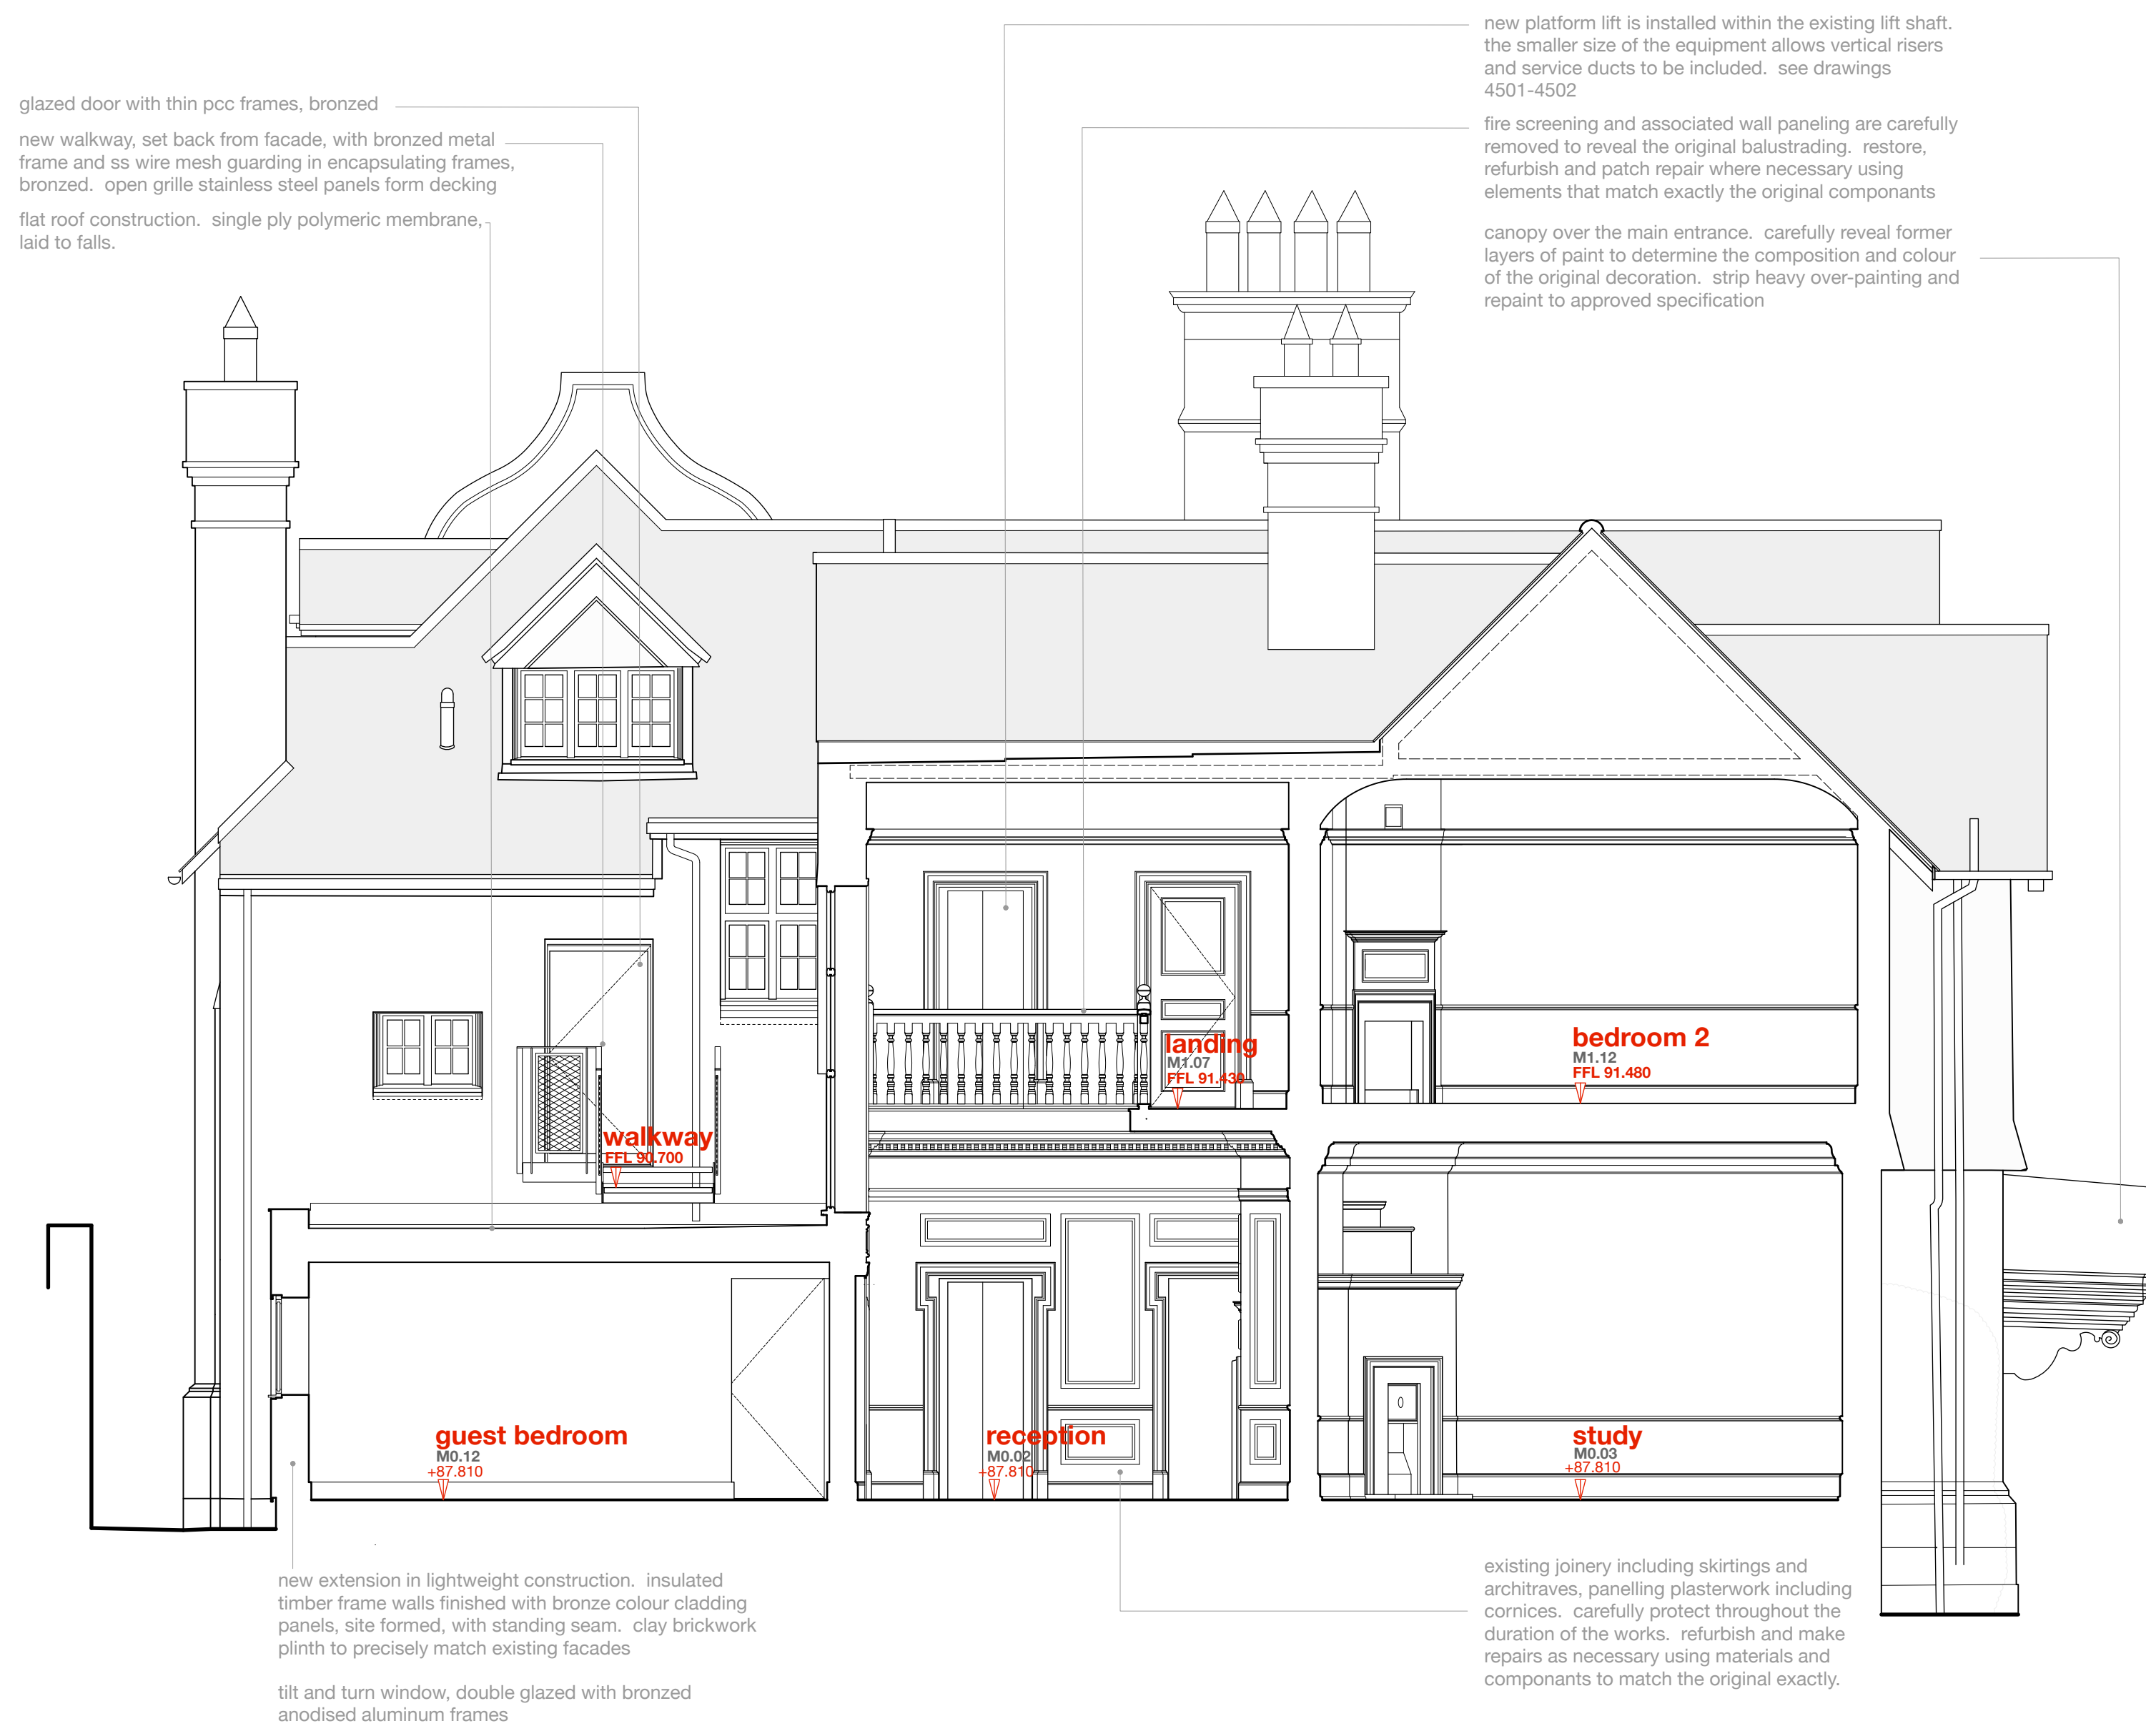 new platform lift is installed within the existing lift shaft.
the smaller size of the equipment allows vertical risers
and service ducts to be included.  see drawings
4501-4502
glazed door with thin pcc frames, bronzed
new walkway, set back from facade, with bronzed metal
frame and ss wire mesh guarding in encapsulating frames,
bronzed.  open grille stainless steel panels form decking
flat roof construction.  single ply polymeric membrane,
laid to falls.
fire screening and associated wall paneling are carefully
removed to reveal the original balustrading.  restore,
refurbish and patch repair where necessary using
elements that match exactly the original componants
canopy over the main entrance.  carefully reveal former
layers of paint to determine the composition and colour
of the original decoration.  strip heavy over-painting and
repaint to approved specification
landing
M1.07
FFL 91.430
bedroom 2
M1.12
FFL 91.480
walkway
FFL 90.700
guest bedroom
M0.12
+87.810
reception
M0.02
+87.810
study
M0.03
+87.810
new extension in lightweight construction.  insulated
timber frame walls finished with bronze colour cladding
panels, site formed, with standing seam.  clay brickwork
plinth to precisely match existing facades
tilt and turn window, double glazed with bronzed
anodised aluminum frames
existing joinery including skirtings and
architraves, panelling plasterwork including
cornices.  carefully protect throughout the
duration of the works.  refurbish and make
repairs as necessary using materials and
componants to match the original exactly.